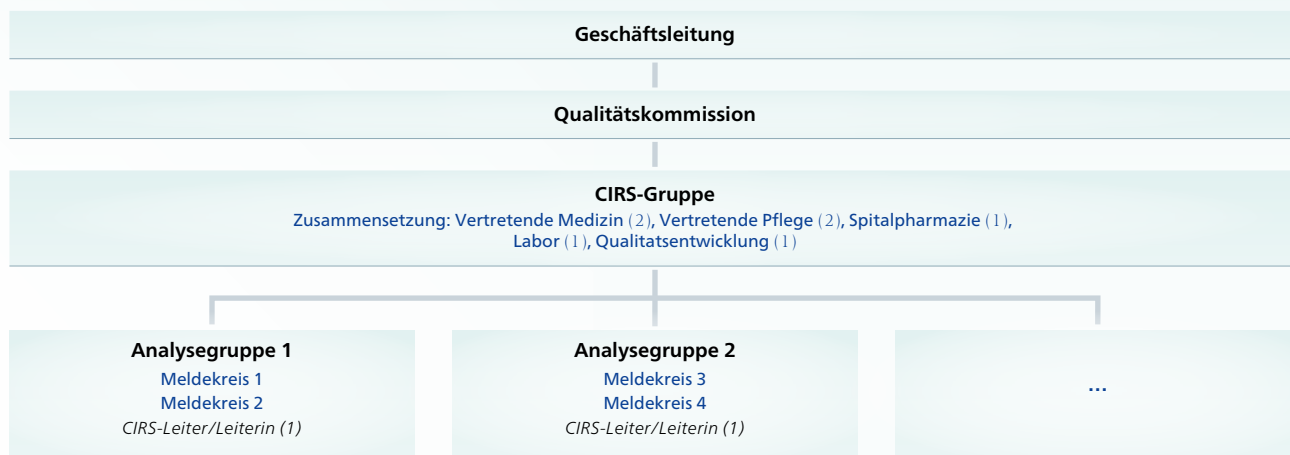 Geschäftsleitung
Qualitätskommission
CIRS-Gruppe
Zusammensetzung: Vertretende Medizin (2), Vertretende Pflege (2), Spitalpharmazie (1),
Labor (1), Qualitatsentwicklung (1)
Analysegruppe 1
Meldekreis 1
Meldekreis 2
CIRS-Leiter/Leiterin (1)
Analysegruppe 2
Meldekreis 3
Meldekreis 4
CIRS-Leiter/Leiterin (1)
...